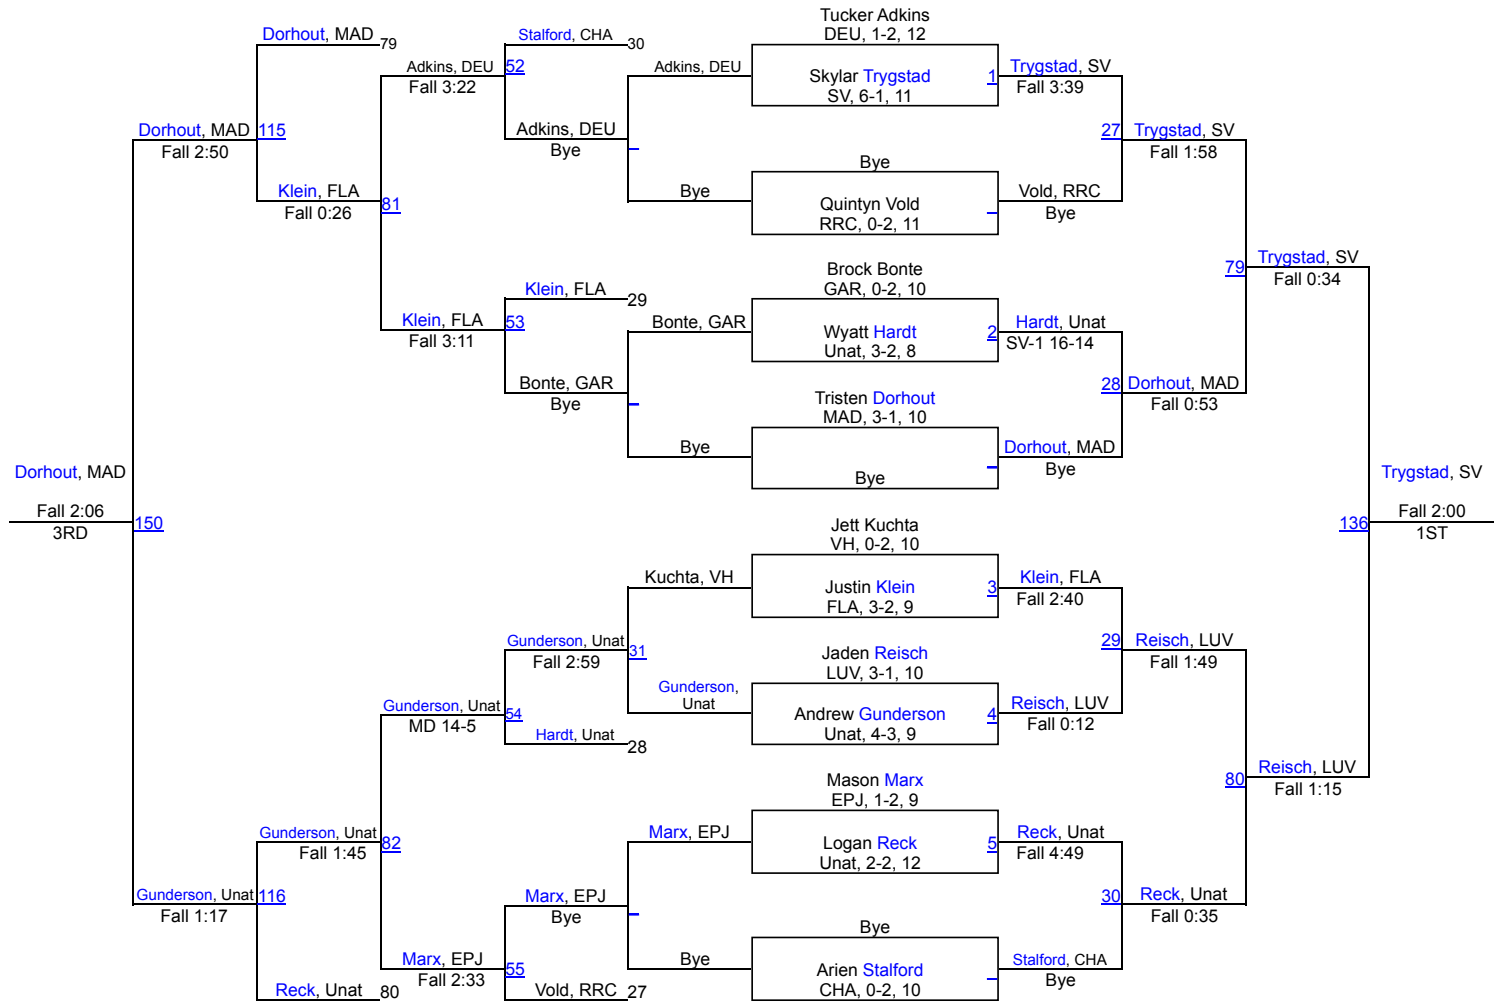 Tucker Adkins
DEU, 1-2, 12
Dorhout, MAD
79
Stalford, CHA
30
Adkins, DEU
52
Fall 3:22
Adkins, DEU
Skylar Trygstad
SV, 6-1, 11
1
Trygstad, SV
Fall 3:39
Dorhout, MAD
115
Fall 2:50
Adkins, DEU
Bye
27
Trygstad, SV
Fall 1:58
Bye
Klein, FLA
81
Fall 0:26
Bye
Quintyn Vold
RRC, 0-2, 11
Vold, RRC
Bye
79
Trygstad, SV
Fall 0:34
Brock Bonte
GAR, 0-2, 10
Klein, FLA
29
Klein, FLA
53
Fall 3:11
Bonte, GAR
Wyatt Hardt
Unat, 3-2, 8
2
Hardt, Unat
SV-1 16-14
Bonte, GAR
Bye
28
Dorhout, MAD
Fall 0:53
Tristen Dorhout
MAD, 3-1, 10
Bye
Bye
Dorhout, MAD
Bye
Dorhout, MAD
Fall 2:06
3RD
150
Trygstad, SV
136
Fall 2:00
1ST
Jett Kuchta
VH, 0-2, 10
Kuchta, VH
Justin Klein
FLA, 3-2, 9
3
Klein, FLA
Fall 2:40
Gunderson, Unat
31
Fall 2:59
29
Reisch, LUV
Fall 1:49
Jaden Reisch
LUV, 3-1, 10
Gunderson,
Unat
Andrew Gunderson
Unat, 4-3, 9
4
Reisch, LUV
Fall 0:12
Gunderson, Unat
54
MD 14-5
Hardt, Unat
28
80
Reisch, LUV
Fall 1:15
Mason Marx
EPJ, 1-2, 9
Gunderson, Unat
82
Fall 1:45
Marx, EPJ
Logan Reck
Unat, 2-2, 12
5
Reck, Unat
Fall 4:49
Gunderson, Unat
116
Fall 1:17
Marx, EPJ
Bye
30
Reck, Unat
Fall 0:35
Bye
Marx, EPJ
55
Fall 2:33
Bye
Arien Stalford
CHA, 0-2, 10
Stalford, CHA
Bye
Reck, Unat
80
Vold, RRC
27